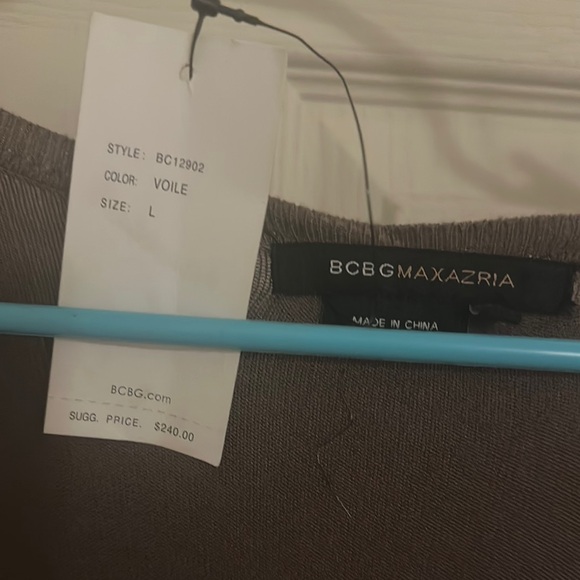 STYLE: BC12902
COLOR: VOILE
SIZE: L
BCBGMAXAZRIA
MADE IN CHINA
BCBG.com
SUGG. PRICE. $240.00